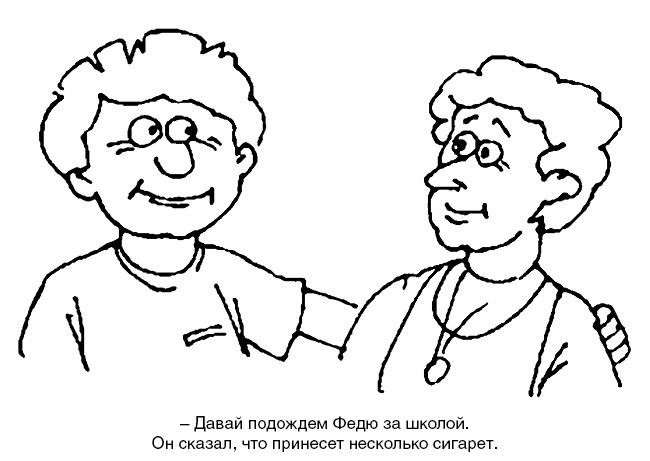 – Давай подождем Федю за школой.
Он сказал, что принесет несколько сигарет.